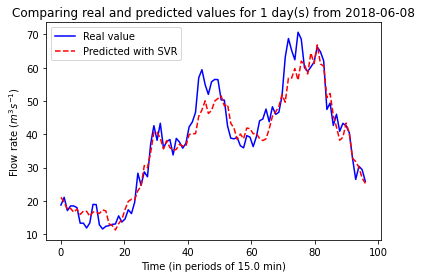 Comparing real and predicted values for 1 day(s) from 2018-06-08
Real value
Predicted with SVR
Flow rate (m³s⁻¹)
70
60
50
40
30
20
10
0 20 40 60 80 100
Time (in periods of 15.0 min)